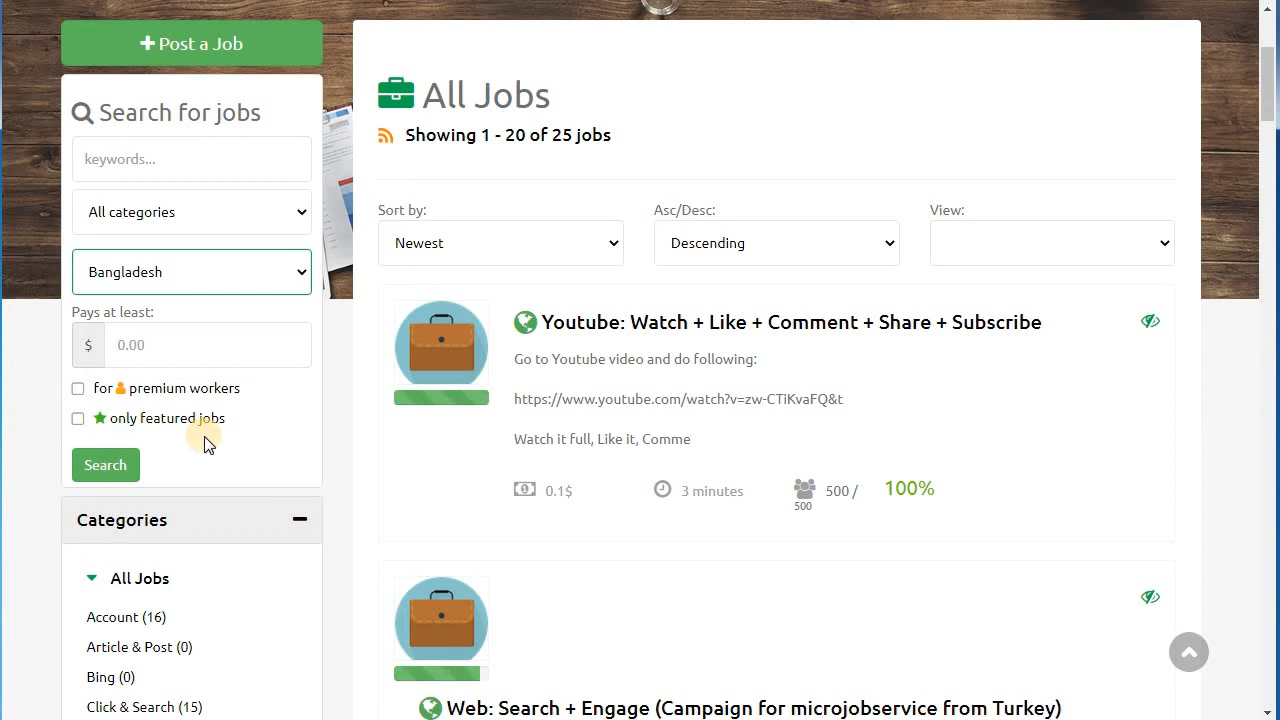 Post a Job
Search for jobs
keywords...
All categories
Bangladesh
Pays at least:
$ 0.00
for premium workers
only featured jobs
Search
Categories
All Jobs
Account (16)
Article & Post (0)
Bing (0)
Click & Search (15)
All Jobs
Showing 1 - 20 of 25 jobs
Sort by: Asc/Desc: View:
Newest Descending
Youtube: Watch + Like + Comment + Share + Subscribe
Go to Youtube video and do following:
https://www.youtube.com/watch?v=zw-CTiKvaFQ&t
Watch it full, Like it, Comme
0.1$ 3 minutes 500 / 100%
500
Web: Search + Engage (Campaign for microjobservice from Turkey)